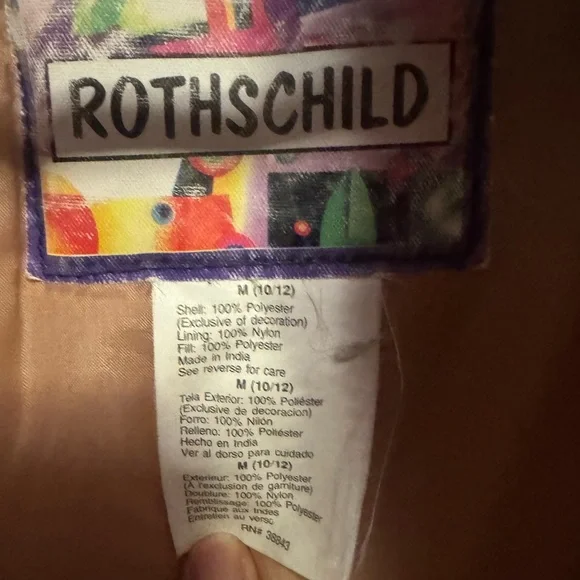 ROTHSCHILD
M (10/12)
Shell: 100% Polyester
(Exclusive of decoration)
Lining: 100% Nylon
Fill: 100% Polyester
Made in India
See reverse for care
M (10/12)
Tela Exterior: 100% Poliéster
(Exclusive de decoracion)
Forro: 100% Nilón
Relleno: 100% Poliéster
Hecho en India
Ver al dorso para cuidado
M (10/12)
Exterieur: 100% Polyester
(À l'exclusion de garniture)
Doublure: 100% Nylon
Remblissage: 100% Polyester
Fabrique aux Indes
Entretien au verso
RN# 36843